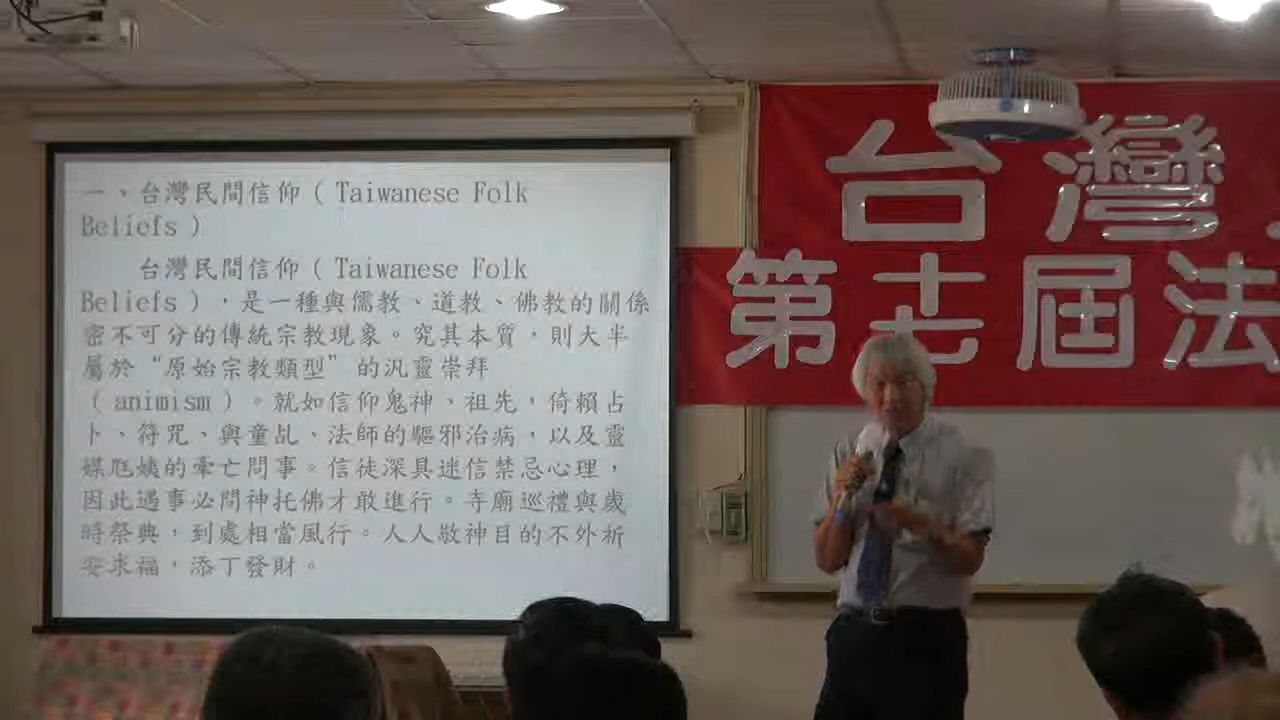 一、台灣民間信仰（Taiwanese Folk
Beliefs）
台灣民間信仰（Taiwanese Folk
Beliefs），是一種與儒教、道教、佛教的關係
密不可分的傳統宗教現象。究其本質，則大半
屬於“原始宗教類型”的汎靈崇拜
（animism）。就如信仰鬼神、祖先，倚賴占
卜、符咒、與童乩、法師的驅邪治病，以及靈
媒尪姨的牽亡問事。信徒深具迷信禁忌心理，
因此遇事必問神托佛才敢進行。寺廟巡禮與歲
時祭典，到處相當風行。人人敬神目的不外祈
安求福，添丁發財。
台灣
第十七屆法